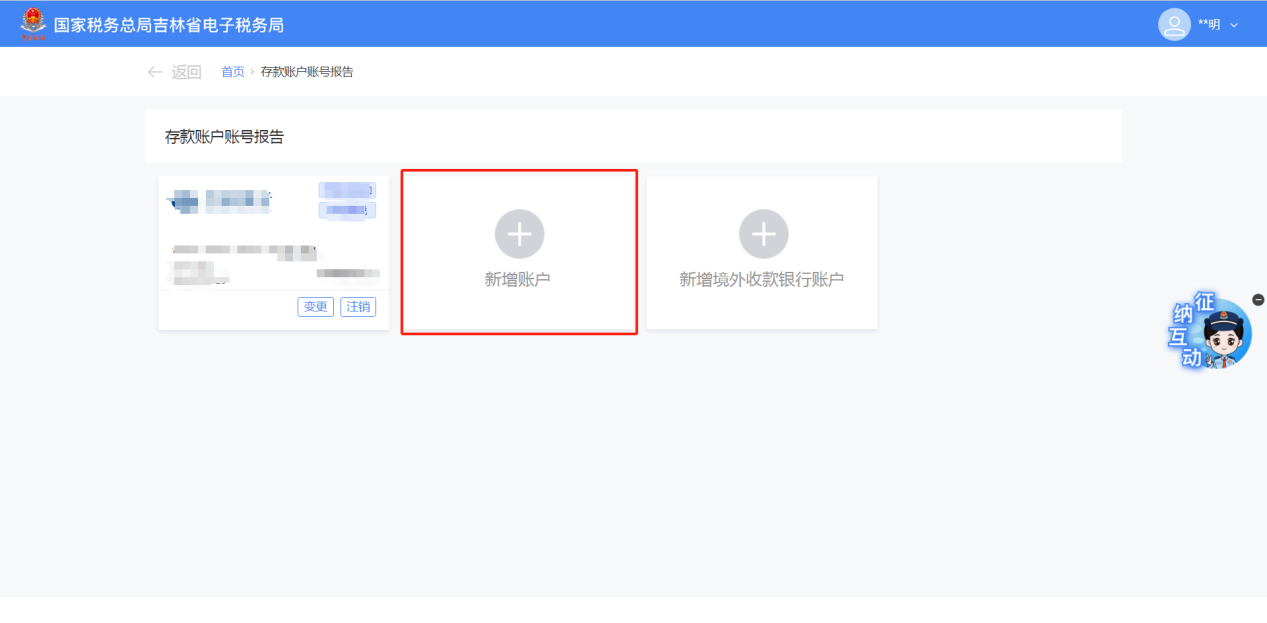 国家税务总局吉林省电子税务局
**明
返回 首页 › 存款账户账号报告
存款账户账号报告
变更 注销
新增账户
新增境外收款银行账户
征
纳
互
动